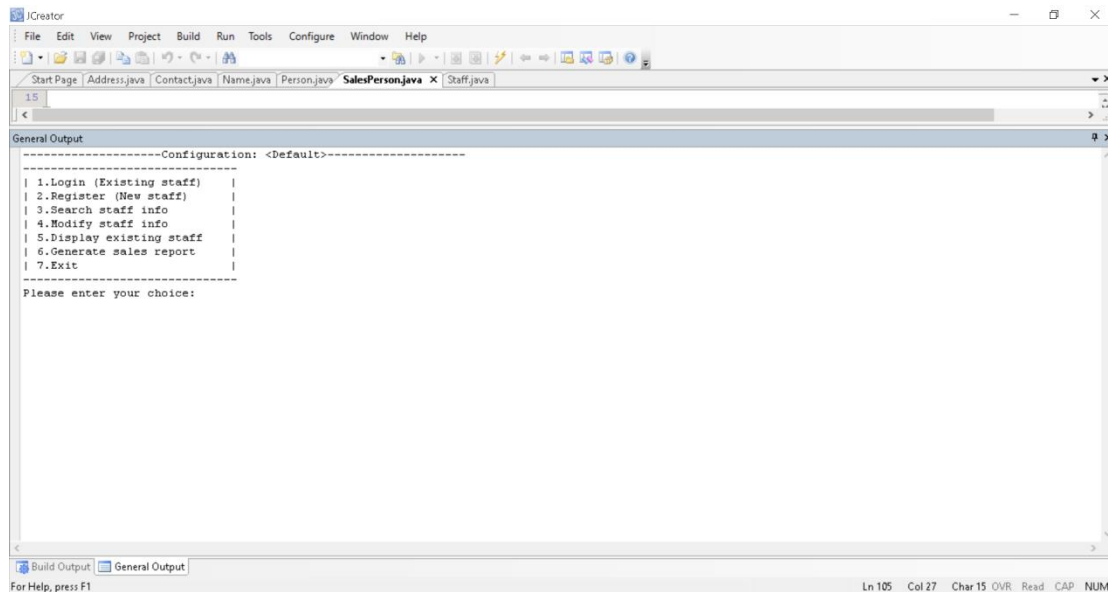 JCreator
File Edit View Project Build Run Tools Configure Window Help
Start Page Address.java Contact.java Name.java Person.java SalesPerson.java Staff.java
15
General Output
--------------------Configuration: <Default>--------------------
-------------------------------
| 1.Login (Existing staff) |
| 2.Register (New staff) |
| 3.Search staff info |
| 4.Modify staff info |
| 5.Display existing staff |
| 6.Generate sales report |
| 7.Exit |
-------------------------------
Please enter your choice:
Build Output General Output
For Help, press F1 Ln 105 Col 27 Char 15 OVR Read CAP NUM